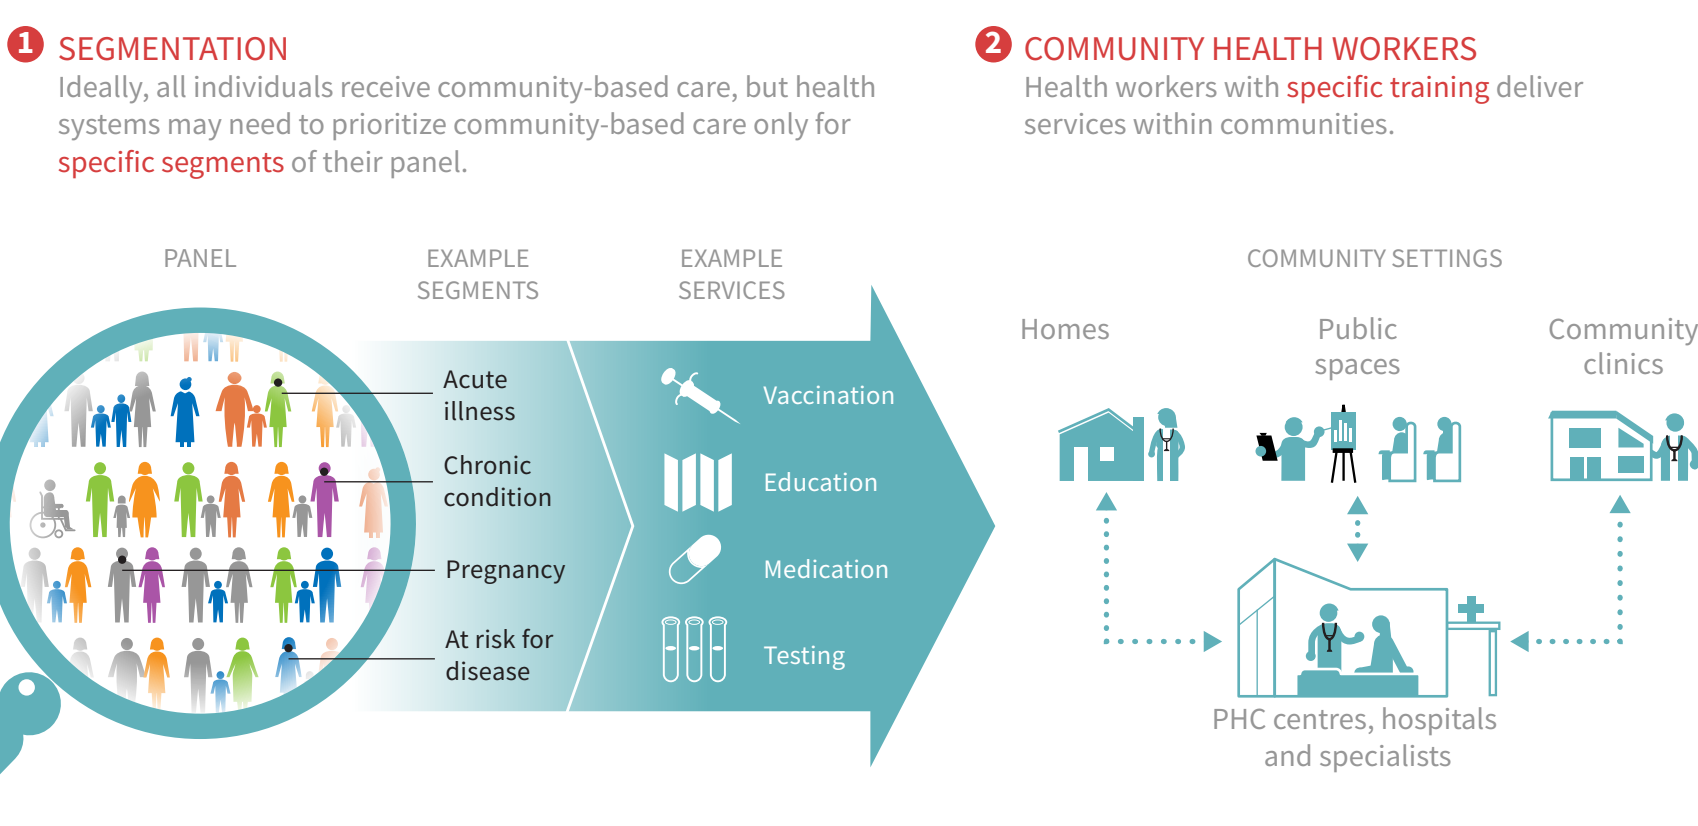 1 SEGMENTATION
Ideally, all individuals receive community-based care, but health
systems may need to prioritize community-based care only for
specific segments of their panel.
PANEL
EXAMPLE
SEGMENTS
EXAMPLE
SERVICES
Acute
illness
Chronic
condition
Pregnancy
At risk for
disease
Vaccination
Education
Medication
Testing
2 COMMUNITY HEALTH WORKERS
Health workers with specific training deliver
services within communities.
COMMUNITY SETTINGS
Homes
Public
spaces
Community
clinics
PHC centres, hospitals
and specialists